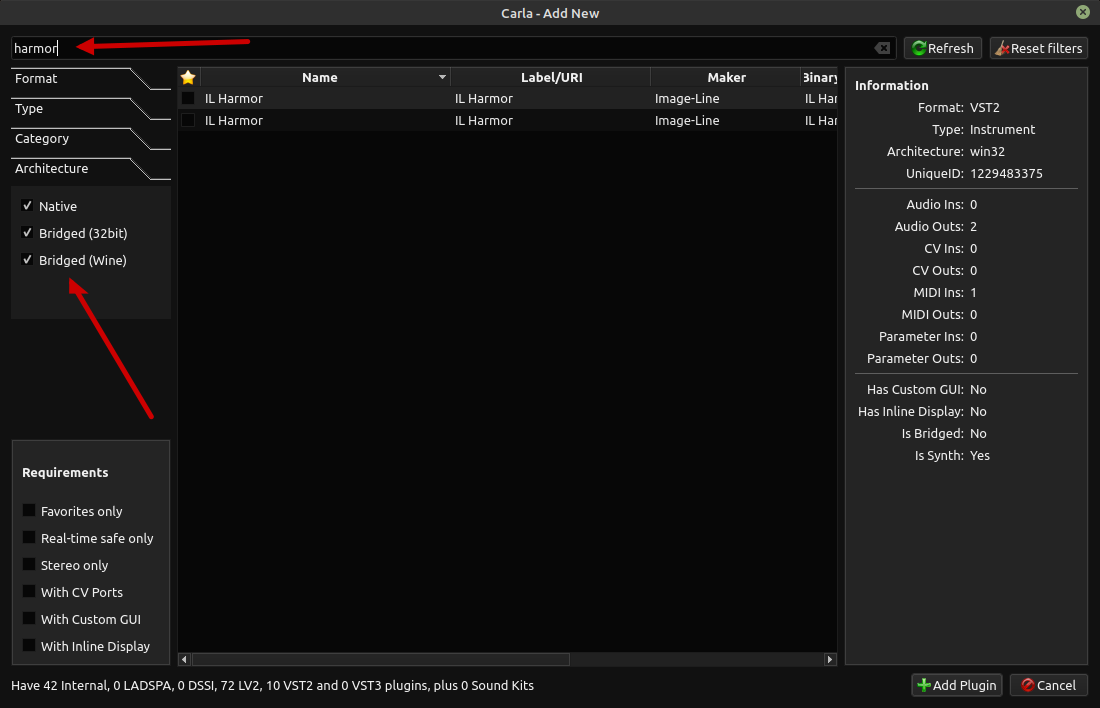 Carla - Add New
harmor
Refresh
Reset filters
Format
Type
Category
Architecture
Native
Bridged (32bit)
Bridged (Wine)
Requirements
Favorites only
Real-time safe only
Stereo only
With CV Ports
With Custom GUI
With Inline Display
Name Label/URI Maker Binary
IL Harmor IL Harmor Image-Line IL Har
IL Harmor IL Harmor Image-Line IL Har
Information
Format: VST2
Type: Instrument
Architecture: win32
UniqueID: 1229483375
Audio Ins: 0
Audio Outs: 2
CV Ins: 0
CV Outs: 0
MIDI Ins: 1
MIDI Outs: 0
Parameter Ins: 0
Parameter Outs: 0
Has Custom GUI: No
Has Inline Display: No
Is Bridged: No
Is Synth: Yes
Have 42 Internal, 0 LADSPA, 0 DSSI, 72 LV2, 10 VST2 and 0 VST3 plugins, plus 0 Sound Kits
Add Plugin
Cancel